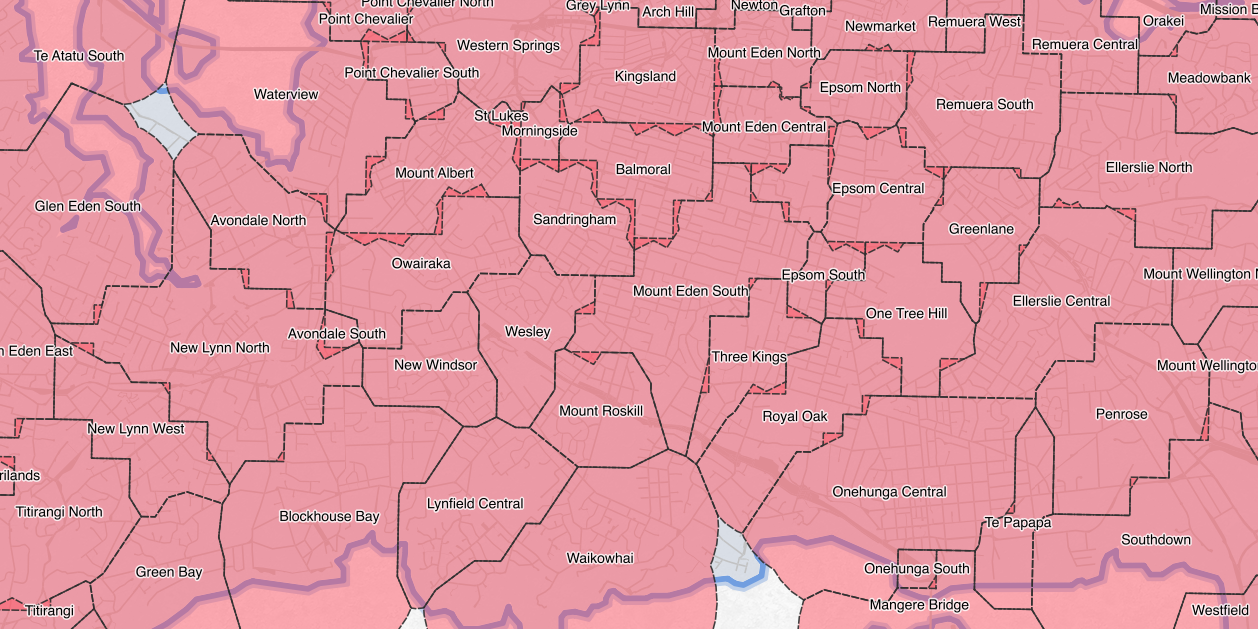 Point Chevalier North
Grey Lynn
Newton
Mission B
Point Chevalier
Arch Hill
Grafton
Orakei
Newmarket
Remuera West
Western Springs
Remuera Central
Te Atatu South
Mount Eden North
Point Chevalier South
Kingsland
Meadowbank
Waterview
Epsom North
Remuera South
St Lukes
Morningside
Mount Eden Central
Mount Albert
Balmoral
Ellerslie North
Epsom Central
Glen Eden South
Avondale North
Sandringham
Greenlane
Owairaka
Epsom South
Mount Wellington N
Mount Eden South
Ellerslie Central
One Tree Hill
Avondale South
Wesley
New Lynn North
n Eden East
New Windsor
Three Kings
Mount Wellingto
Mount Roskill
Royal Oak
Penrose
New Lynn West
rilands
Onehunga Central
Lynfield Central
Titirangi North
Blockhouse Bay
Te Papapa
Southdown
Waikowhai
Green Bay
Onehunga South
Mangere Bridge
Titirangi
Westfield